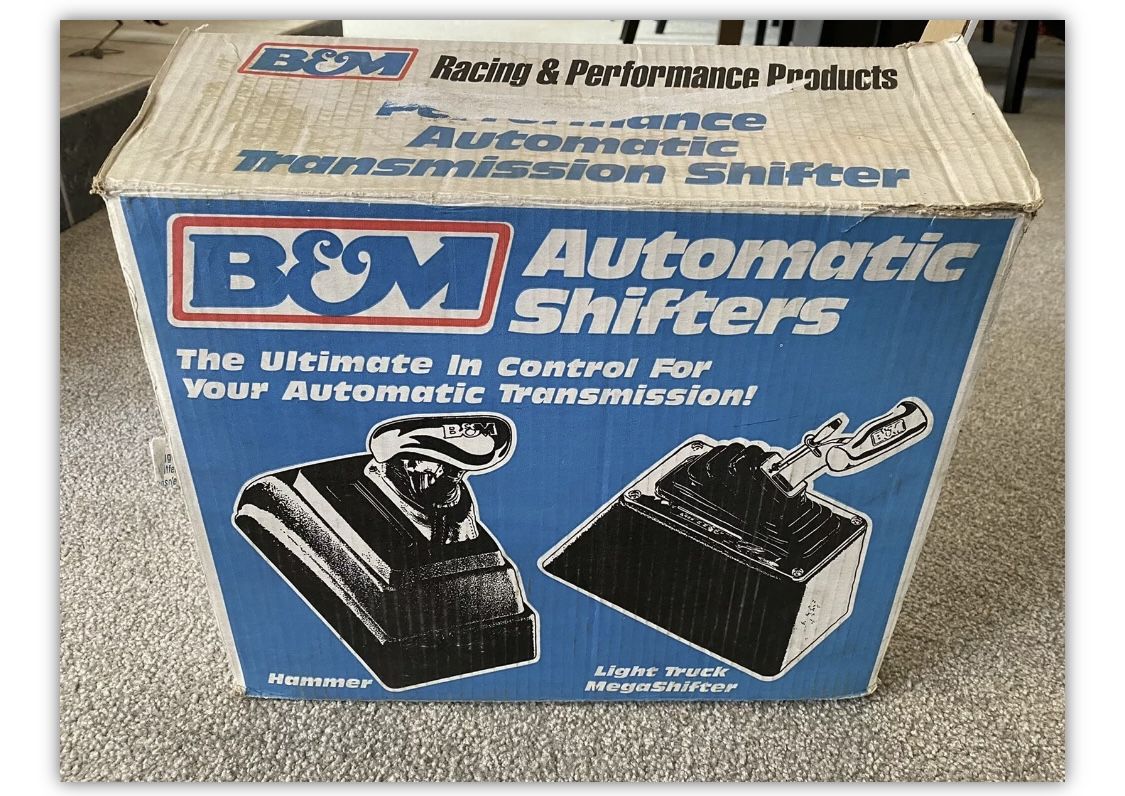 B&M Racing & Performance Products
Performance
Automatic
Transmission Shifter
B&M Automatic
Shifters
The Ultimate In Control For
Your Automatic Transmission!
B&M
B&M
Hammer
Light Truck
MegaShifter